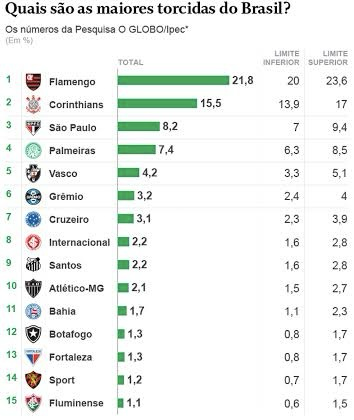 Quais são as maiores torcidas do Brasil?
Os números da Pesquisa O GLOBO/Ipec*
(Em %)
TOTAL LIMITE INFERIOR LIMITE SUPERIOR
1 Flamengo 21,8 20 23,6
2 Corinthians 15,5 13,9 17
3 São Paulo 8,2 7 9,4
4 Palmeiras 7,4 6,3 8,5
5 Vasco 4,2 3,3 5,1
6 Grêmio 3,2 2,4 4
7 Cruzeiro 3,1 2,3 3,9
8 Internacional 2,2 1,6 2,8
9 Santos 2,2 1,6 2,8
10 Atlético-MG 2,1 1,5 2,7
11 Bahia 1,7 1,1 2,3
12 Botafogo 1,3 0,8 1,7
13 Fortaleza 1,3 0,8 1,7
14 Sport 1,2 0,7 1,7
15 Fluminense 1,1 0,6 1,5